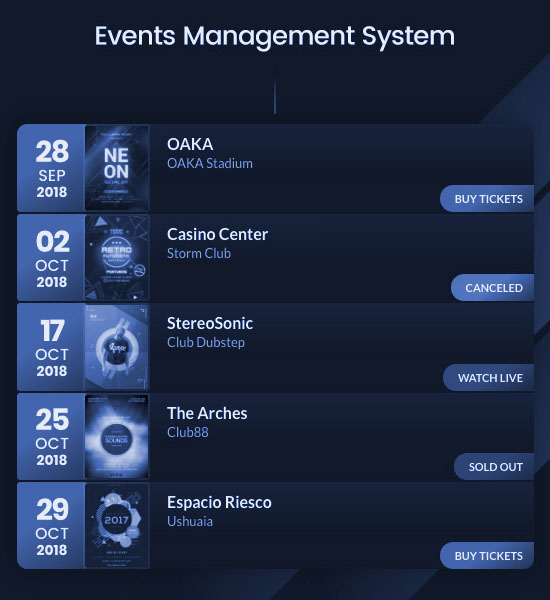 Events Management System
28
SEP
2018
NE
ON
OAKA
OAKA Stadium
BUY TICKETS
02
OCT
2018
RETRO
Casino Center
Storm Club
CANCELED
17
OCT
2018
StereoSonic
Club Dubstep
WATCH LIVE
25
OCT
2018
SOUNDS
The Arches
Club88
SOLD OUT
29
OCT
2018
2017
Espacio Riesco
Ushuaia
BUY TICKETS